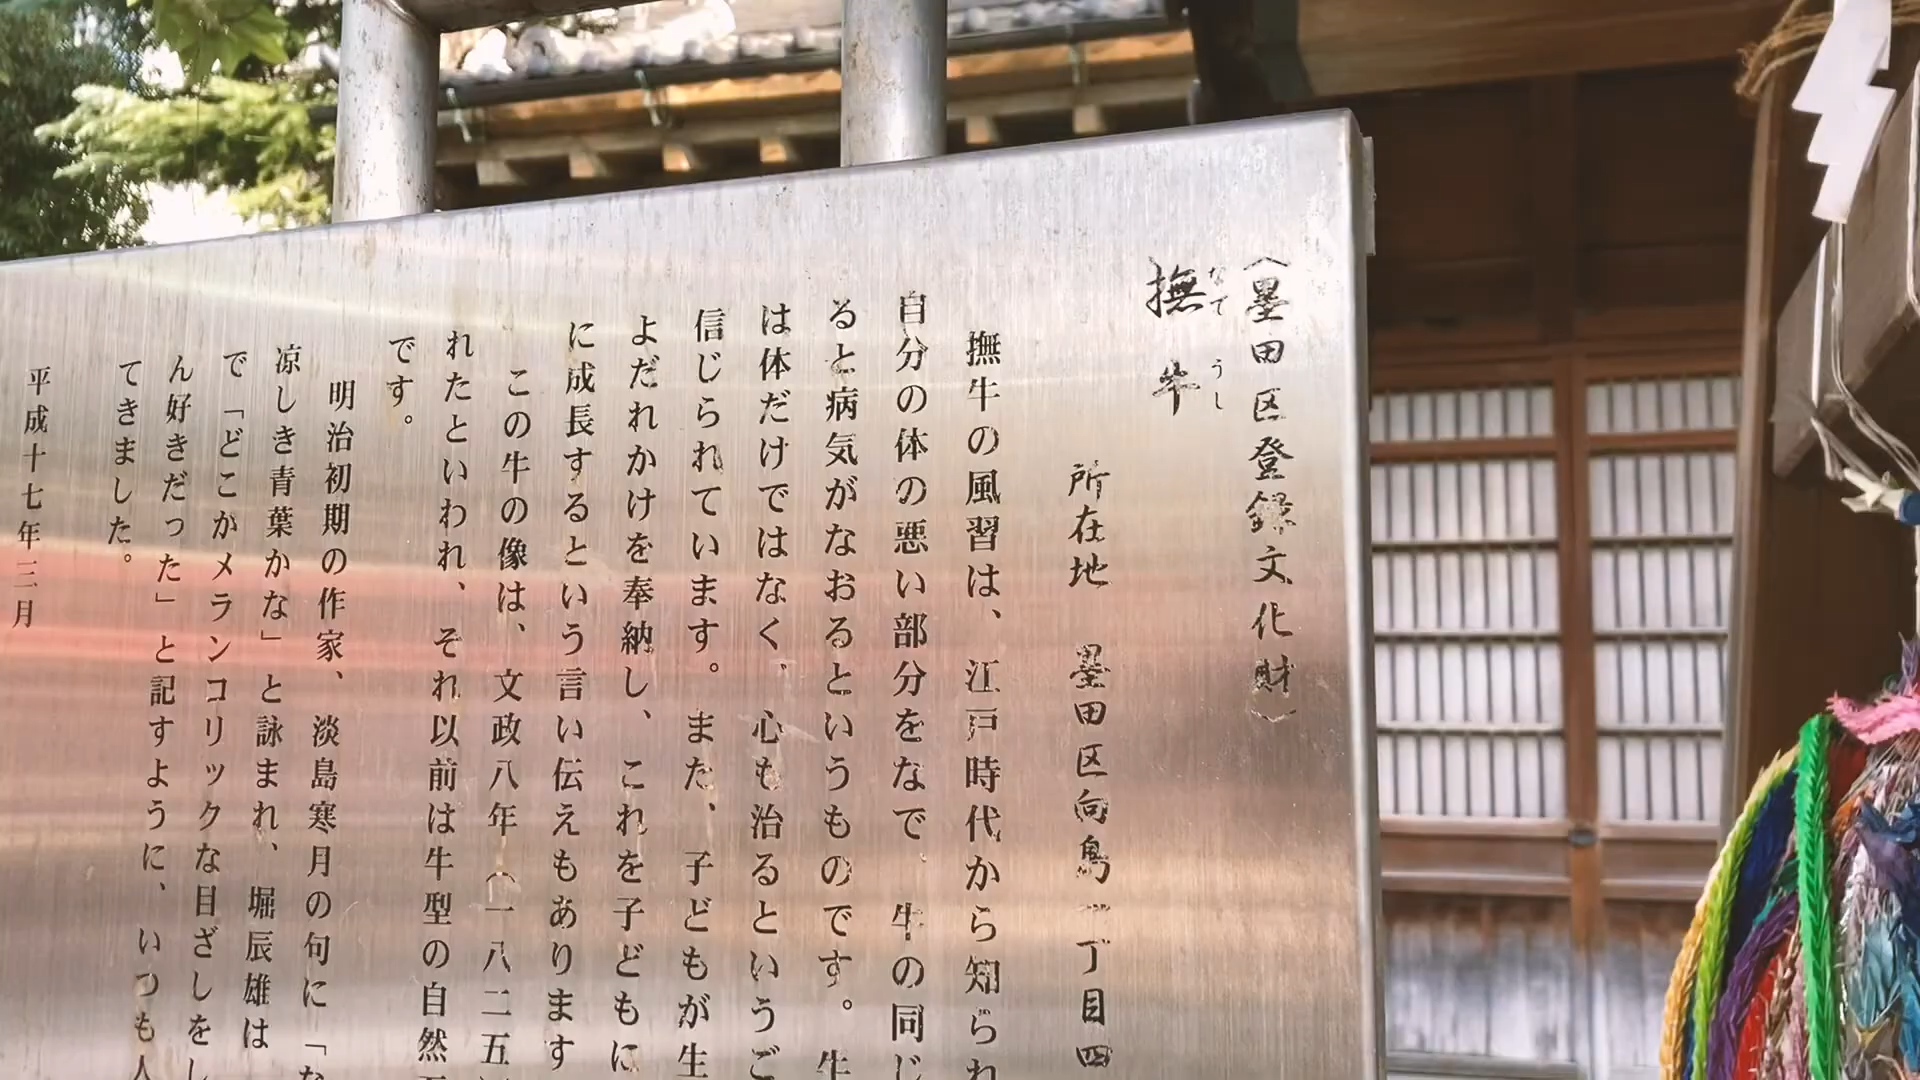 〈墨田区登録文化財〉
撫牛
なで うし
所在地 墨田区向島一丁目四
撫牛の風習は、江戸時代から知られ
自分の体の悪い部分をなで、牛の同じ
ると病気がなおるというものです。牛
は体だけではなく、心も治るというご
信じられています。また、子どもが生
よだれかけを奉納し、これを子どもに
に成長するという言い伝えもあります
この牛の像は、文政八年(一八二五)
れたといわれ、それ以前は牛型の自然
です。
明治初期の作家、淡島寒月の句に「な
凉しき青葉かな」と詠まれ、堀辰雄は
で「どこかメランコリックな目ざしをし
ん好きだった」と記すように、いつも人
てきました。
平成十七年三月